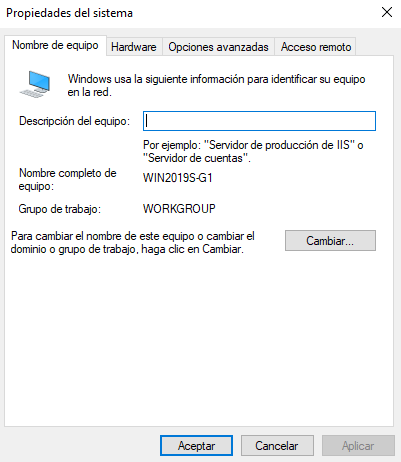 Propiedades del sistema
Nombre de equipo
Hardware
Opciones avanzadas
Acceso remoto
Windows usa la siguiente información para identificar su equipo
en la red.
Descripción del equipo:
Por ejemplo: "Servidor de producción de IIS" o
"Servidor de cuentas".
Nombre completo de
equipo:
WIN2019S-G1
Grupo de trabajo:
WORKGROUP
Para cambiar el nombre de este equipo o cambiar el
dominio o grupo de trabajo, haga clic en Cambiar.
Cambiar...
Aceptar
Cancelar
Aplicar